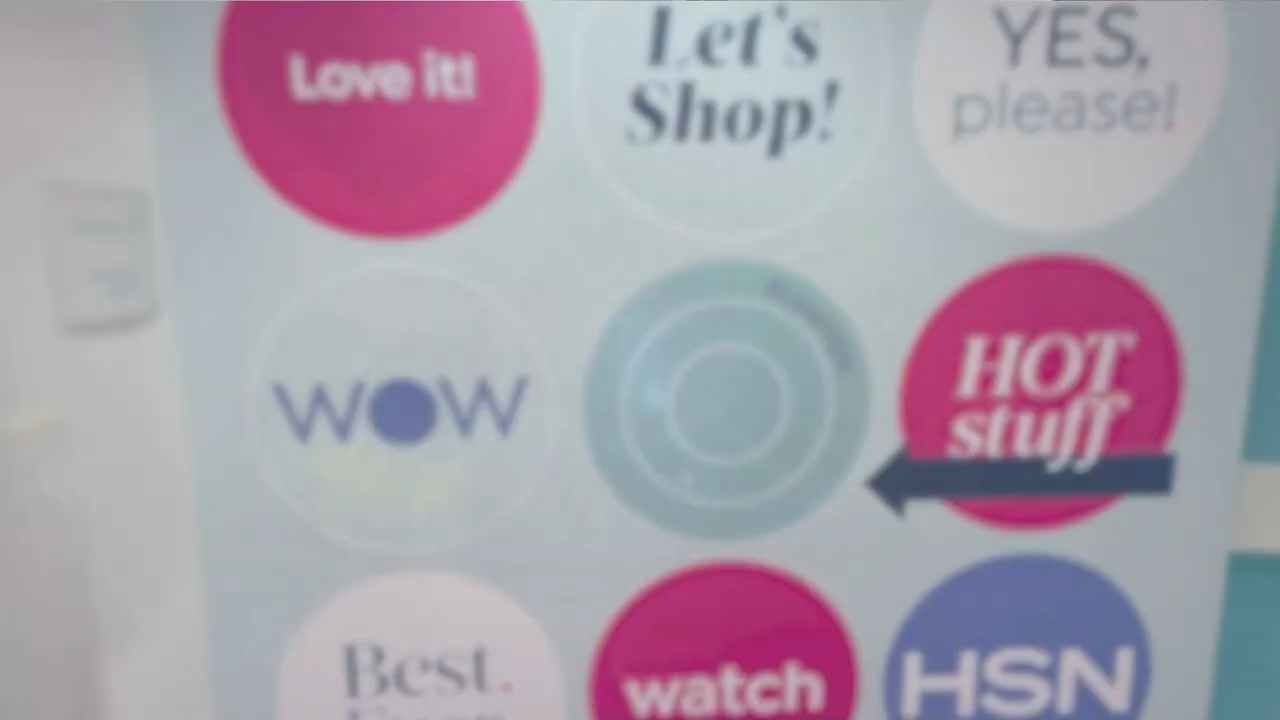 Love it!
Let's
Shop!
YES,
please!
WOW
HOT
stuff
Best.
watch
HSN